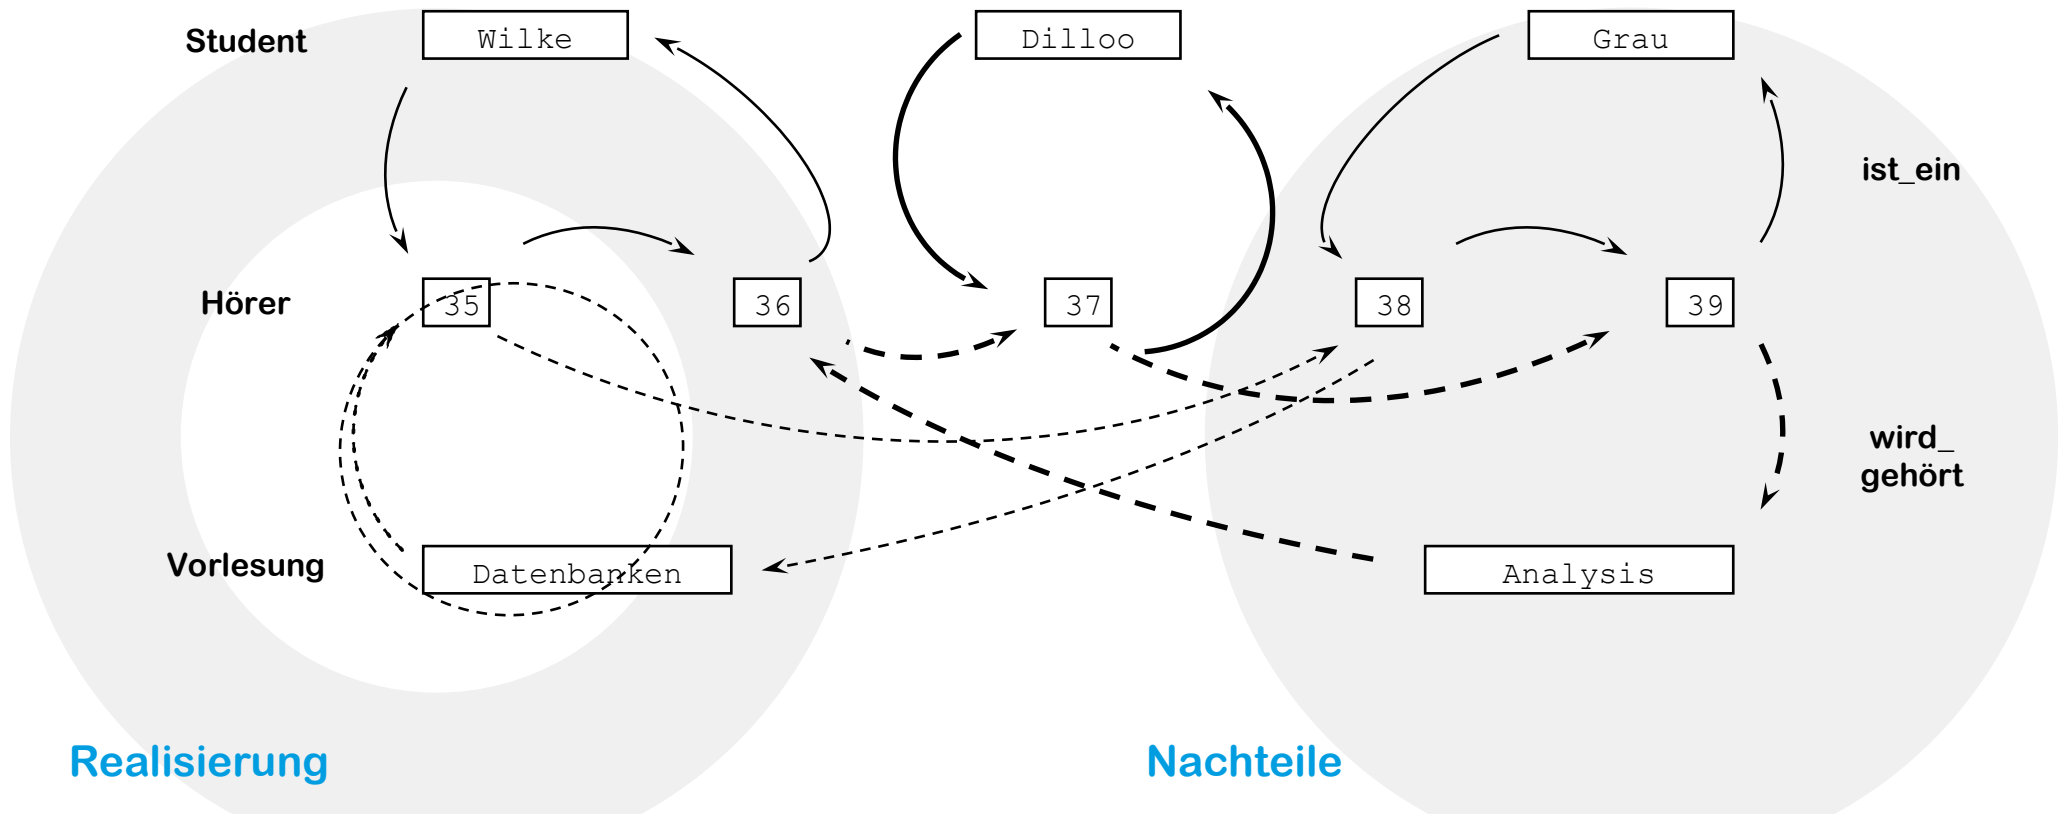 Student
Wilke
Dilloo
Grau
ist_ein
Hörer
35
36
37
38
39
wird_
gehört
Vorlesung
Datenbanken
Analysis
Realisierung
Nachteile